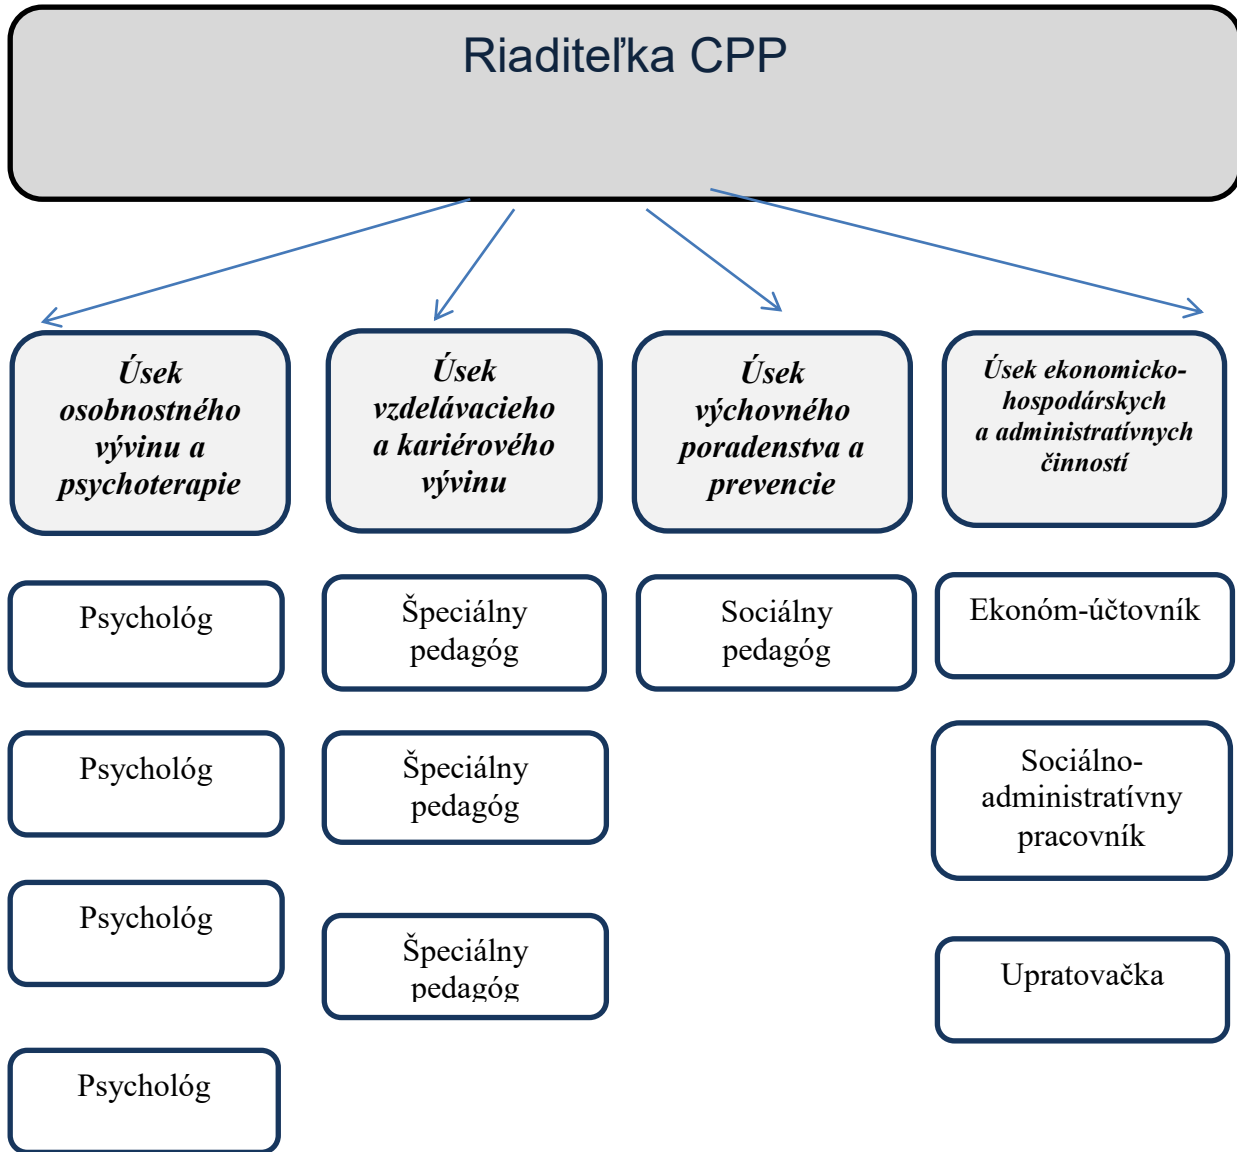 Riaditeľka CPP
Úsek
osobnostného
vývinu a
psychoterapie
Úsek
vzdelávacieho
a kariérového
vývinu
Úsek
výchovného
poradenstva a
prevencie
Úsek ekonomicko-
hospodárskych
a administratívnych
činností
Psychológ
Psychológ
Psychológ
Psychológ
Špeciálny
pedagóg
Špeciálny
pedagóg
Špeciálny
pedagóg
Sociálny
pedagóg
Ekonóm-účtovník
Sociálno-
administratívny
pracovník
Upratovačka